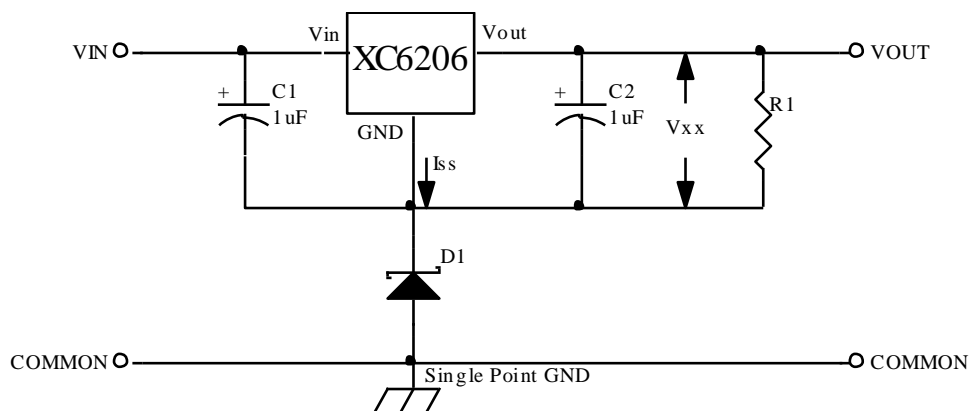 VIN
Vin
XC6206
Vout
VOUT
+
C1
1uF
GND
Iss
+
C2
1uF
Vxx
R1
D1
COMMON
Single Point GND
COMMON